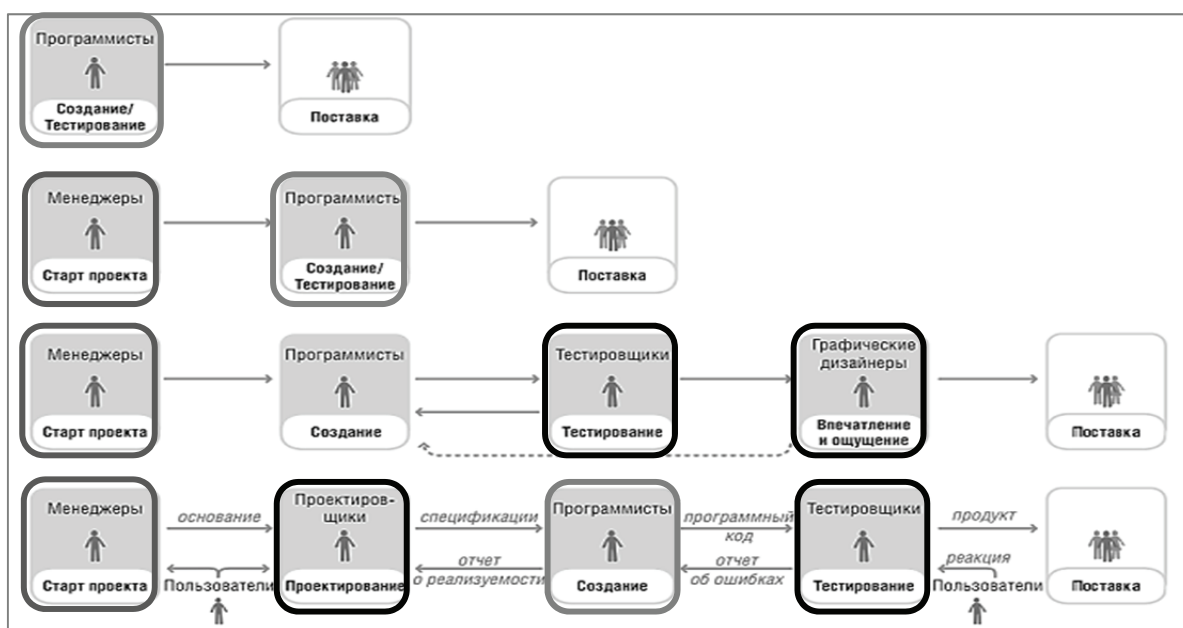 Программисты
Создание/
Тестирование
Поставка
Менеджеры
Старт проекта
Программисты
Создание/
Тестирование
Поставка
Менеджеры
Старт проекта
Программисты
Создание
Тестировщики
Тестирование
Графические
дизайнеры
Впечатление
и ощущение
Поставка
Менеджеры
Старт проекта
основание
Пользователи
Проектиров-
щики
Проектирование
спецификации
отчет
о реализуемости
Программисты
Создание
программный
код
отчет
об ошибках
Тестировщики
Тестирование
продукт
реакция
Пользователи
Поставка